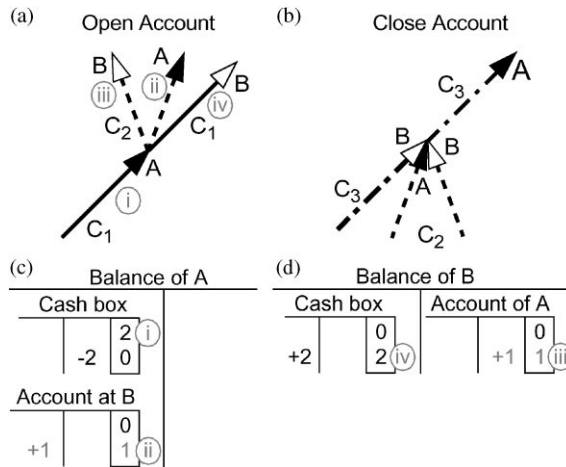 (a) Open Account
(b) Close Account
B A B
iii ii iv
C2 C1
A
i
C1
A
C3
B B
A
C3
C2
(c) Balance of A
Cash box
2 i
-2 0
Account at B
0
+1 1 ii
(d) Balance of B
Cash box Account of A
0 0
+2 2 iv +1 1 iii